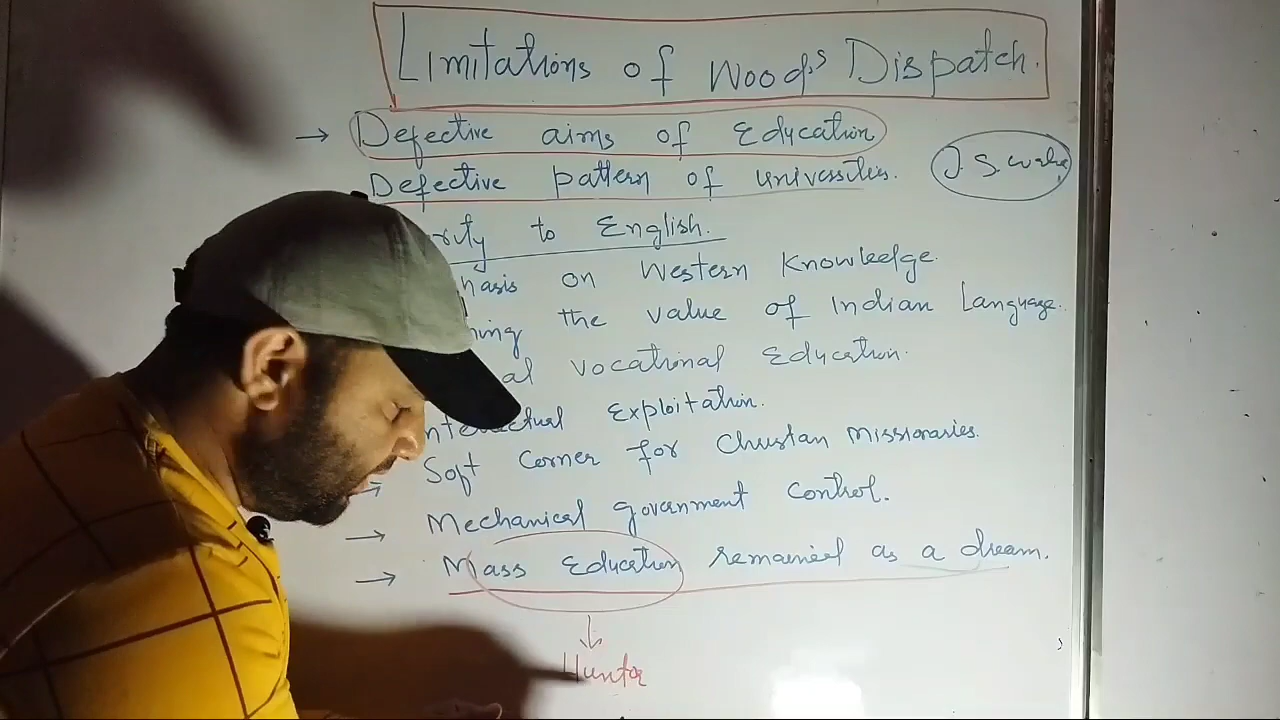 Limitations of Wood's Dispatch.
→ Defective aims of Education
Defective pattern of universities.
J. S.
to English.
on Western Knowledge.
the value of Indian Language.
vocational Education.
Exploitation.
Soft Corner for Christan Missionaries.
→ Mechanical government Control.
→ Mass Education remained as a dream.
Hunter